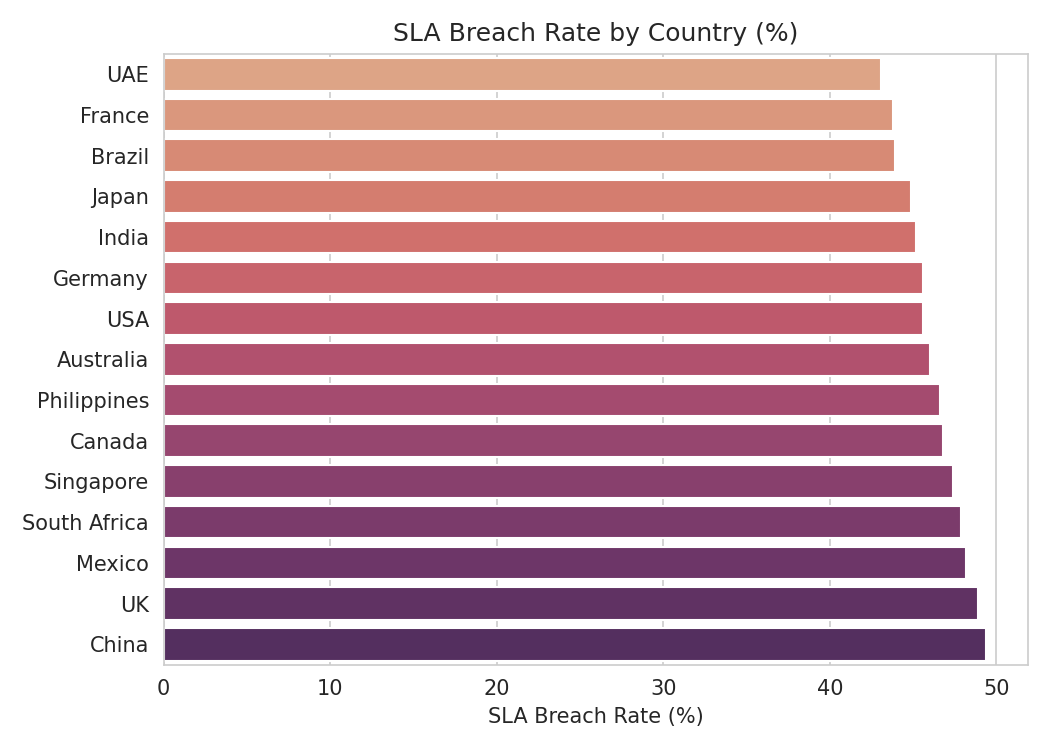 SLA Breach Rate by Country (%)
UAE
France
Brazil
Japan
India
Germany
USA
Australia
Philippines
Canada
Singapore
South Africa
Mexico
UK
China
0 10 20 30 40 50
SLA Breach Rate (%)